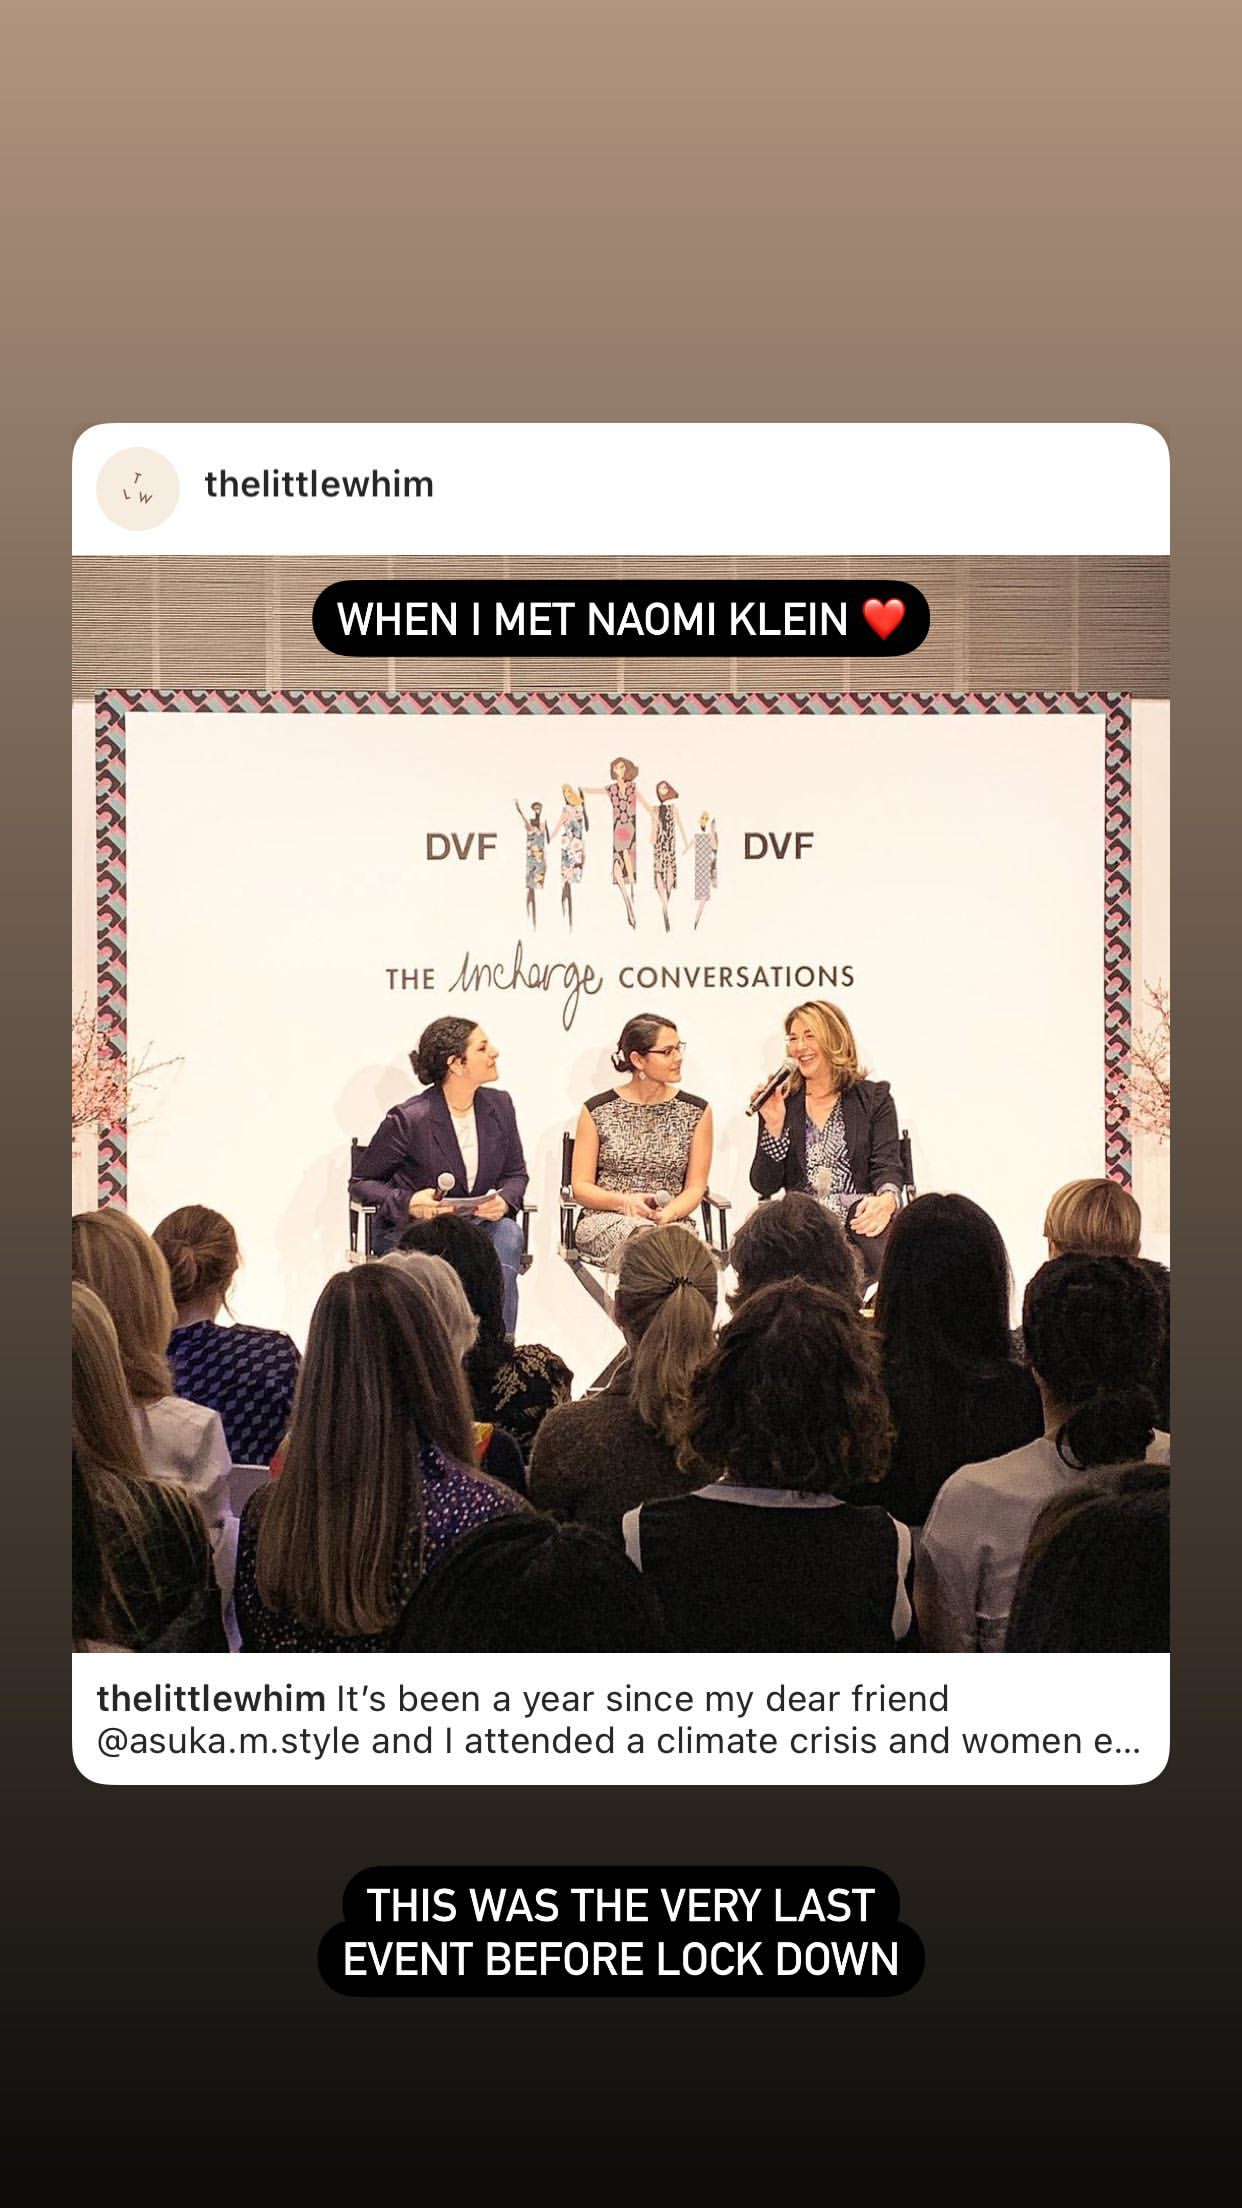 T
L W
thelittlewhim
WHEN I MET NAOMI KLEIN ❤️
DVF DVF
THE Incharge CONVERSATIONS
thelittlewhim It’s been a year since my dear friend
@asuka.m.style and I attended a climate crisis and women e...
THIS WAS THE VERY LAST
EVENT BEFORE LOCK DOWN